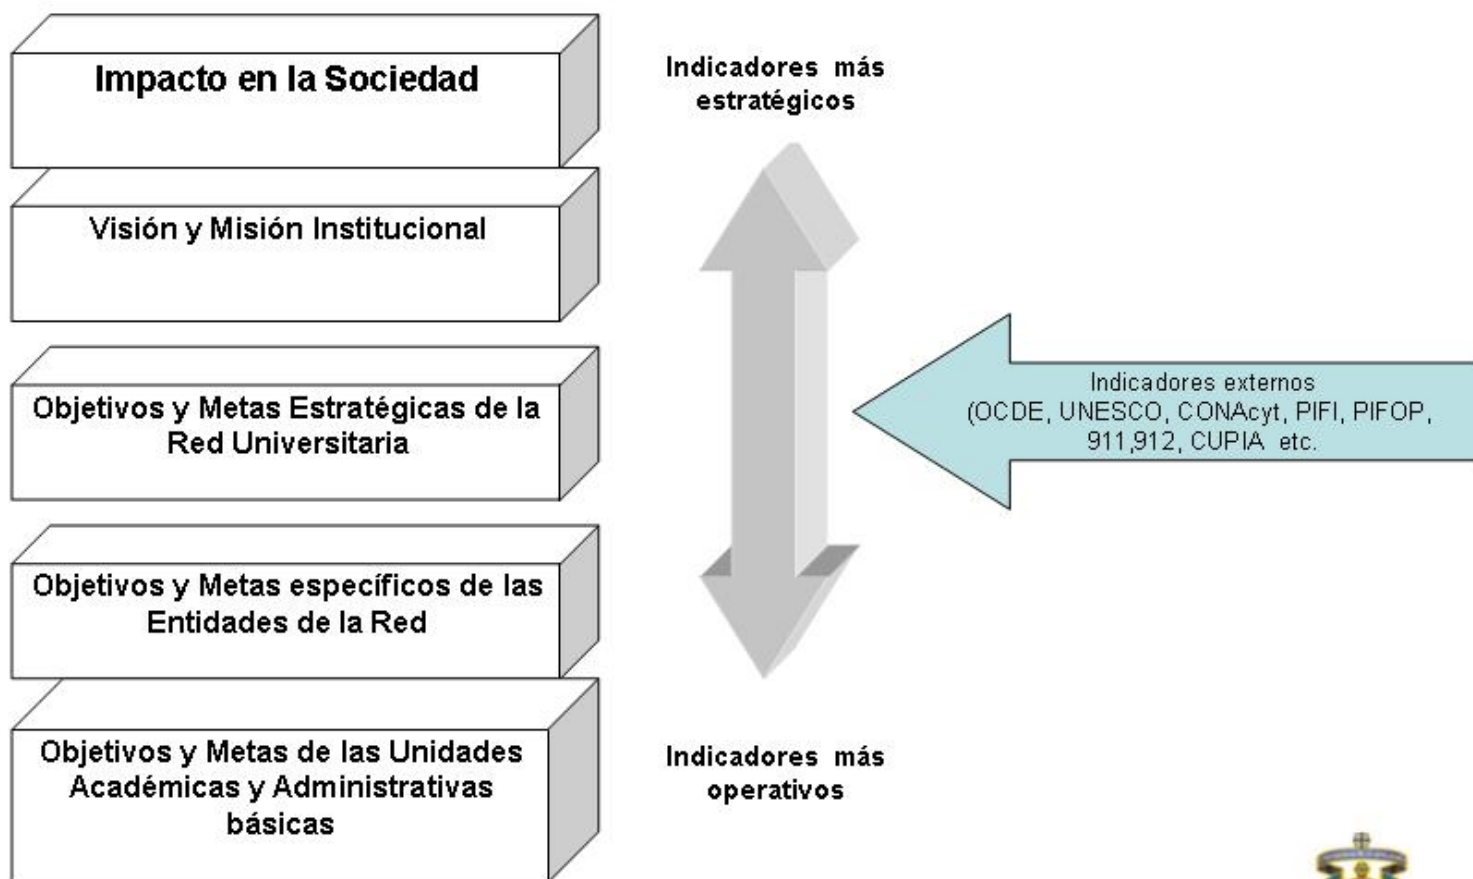 Impacto en la Sociedad
Indicadores más
estratégicos
Visión y Misión Institucional
Objetivos y Metas Estratégicas de la
Red Universitaria
Indicadores externos
(OCDE, UNESCO, CONAcyt, PIFI, PIFOP,
911,912, CUPIA etc.
Objetivos y Metas específicos de las
Entidades de la Red
Objetivos y Metas de las Unidades
Académicas y Administrativas
básicas
Indicadores más
operativos